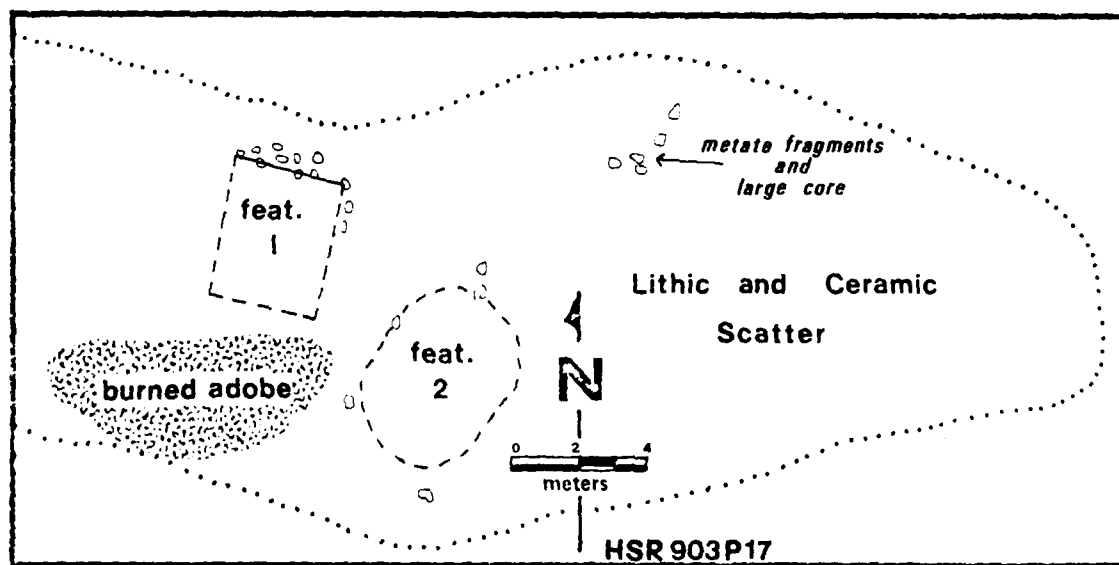 metate fragments
and
large core
feat.
1
Lithic and Ceramic
Scatter
feat.
2
burned adobe
N
0 2 4
meters
HSR 903P17